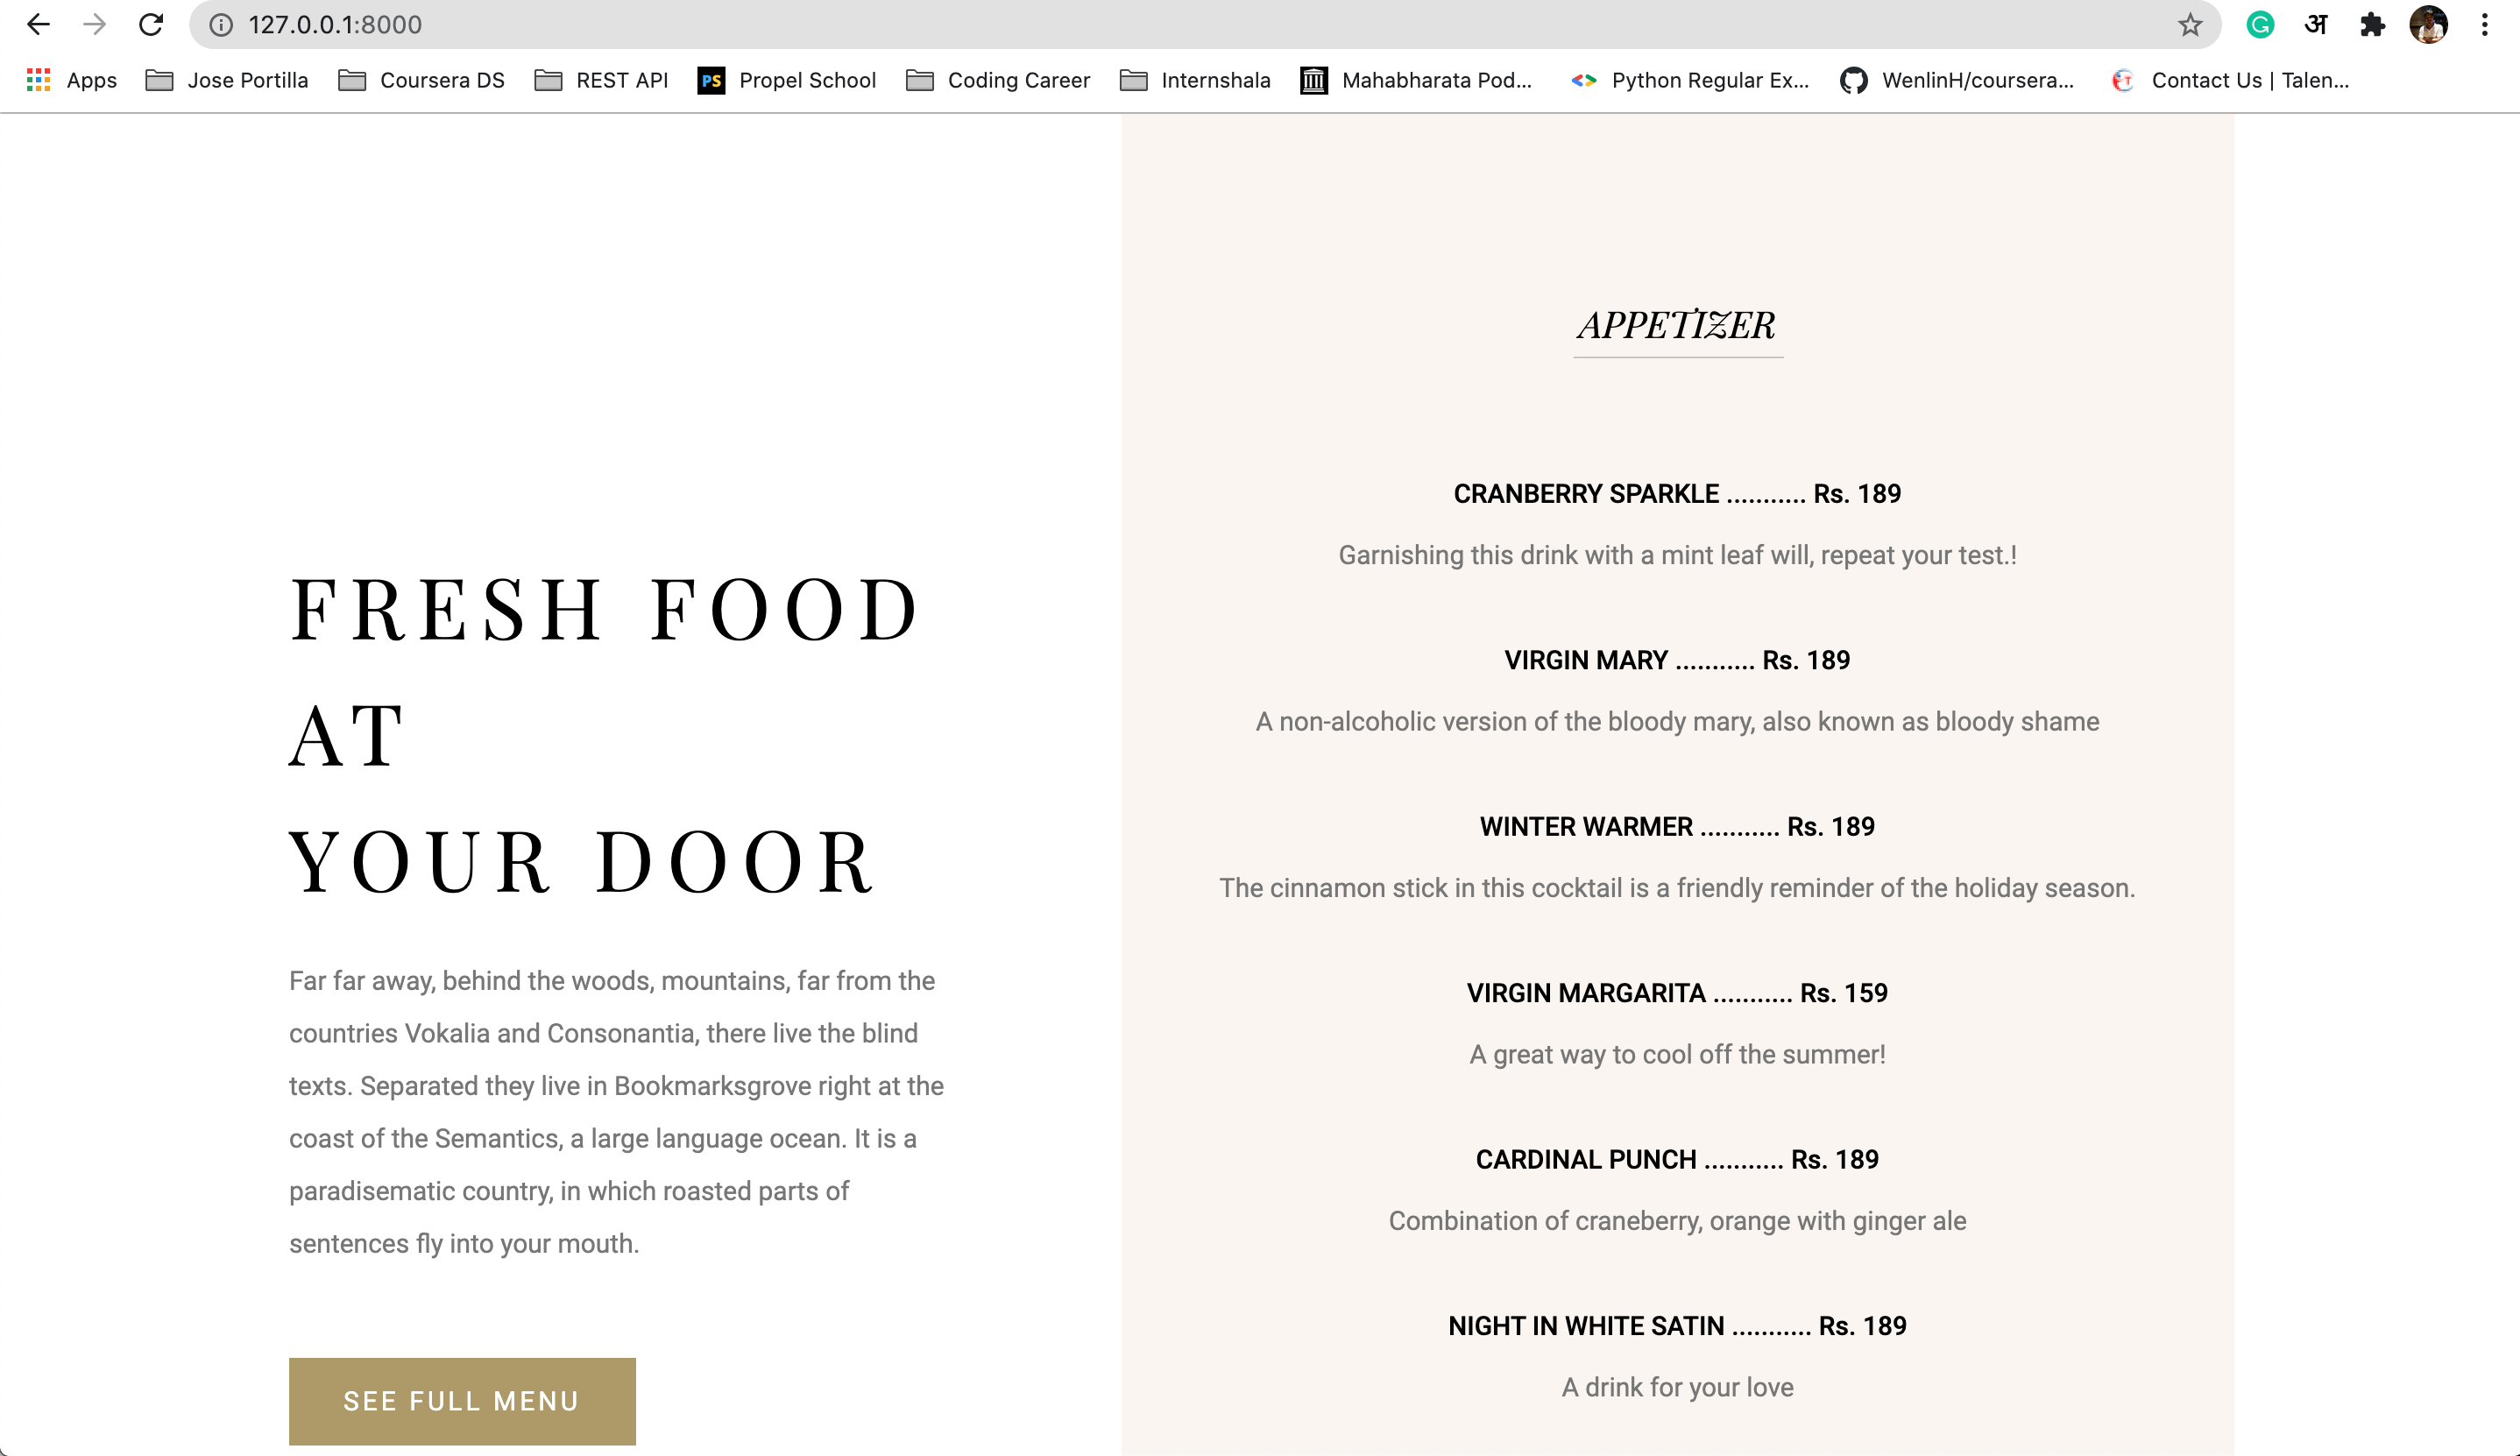 127.0.0.1:8000
अ
Apps
Jose Portilla
Coursera DS
REST API
PS
Propel School
Coding Career
Internshala
Mahabharata Pod...
Python Regular Ex...
WenlinH/coursera...
Contact Us | Talen...
FRESH FOOD
AT
YOUR DOOR
Far far away, behind the woods, mountains, far from the
countries Vokalia and Consonantia, there live the blind
texts. Separated they live in Bookmarksgrove right at the
coast of the Semantics, a large language ocean. It is a
paradisematic country, in which roasted parts of
sentences fly into your mouth.
SEE FULL MENU
APPETIZER
CRANBERRY SPARKLE ........... Rs. 189
Garnishing this drink with a mint leaf will, repeat your test.!
VIRGIN MARY ........... Rs. 189
A non-alcoholic version of the bloody mary, also known as bloody shame
WINTER WARMER ........... Rs. 189
The cinnamon stick in this cocktail is a friendly reminder of the holiday season.
VIRGIN MARGARITA ........... Rs. 159
A great way to cool off the summer!
CARDINAL PUNCH ........... Rs. 189
Combination of craneberry, orange with ginger ale
NIGHT IN WHITE SATIN ........... Rs. 189
A drink for your love